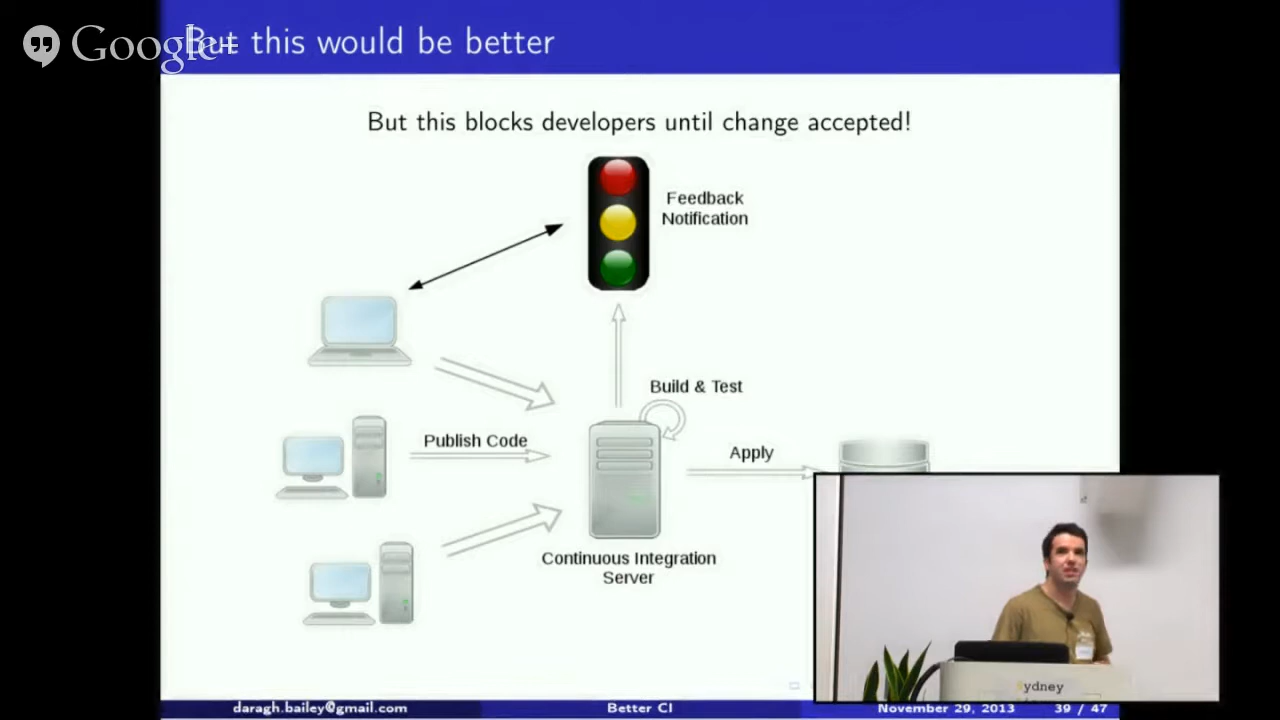 Google+
But this would be better
But this blocks developers until change accepted!
Feedback
Notification
Build & Test
Publish Code
Apply
Continuous Integration
Server
ydney
daragh.bailey@gmail.com
Better CI
November 29, 2013
39 / 47